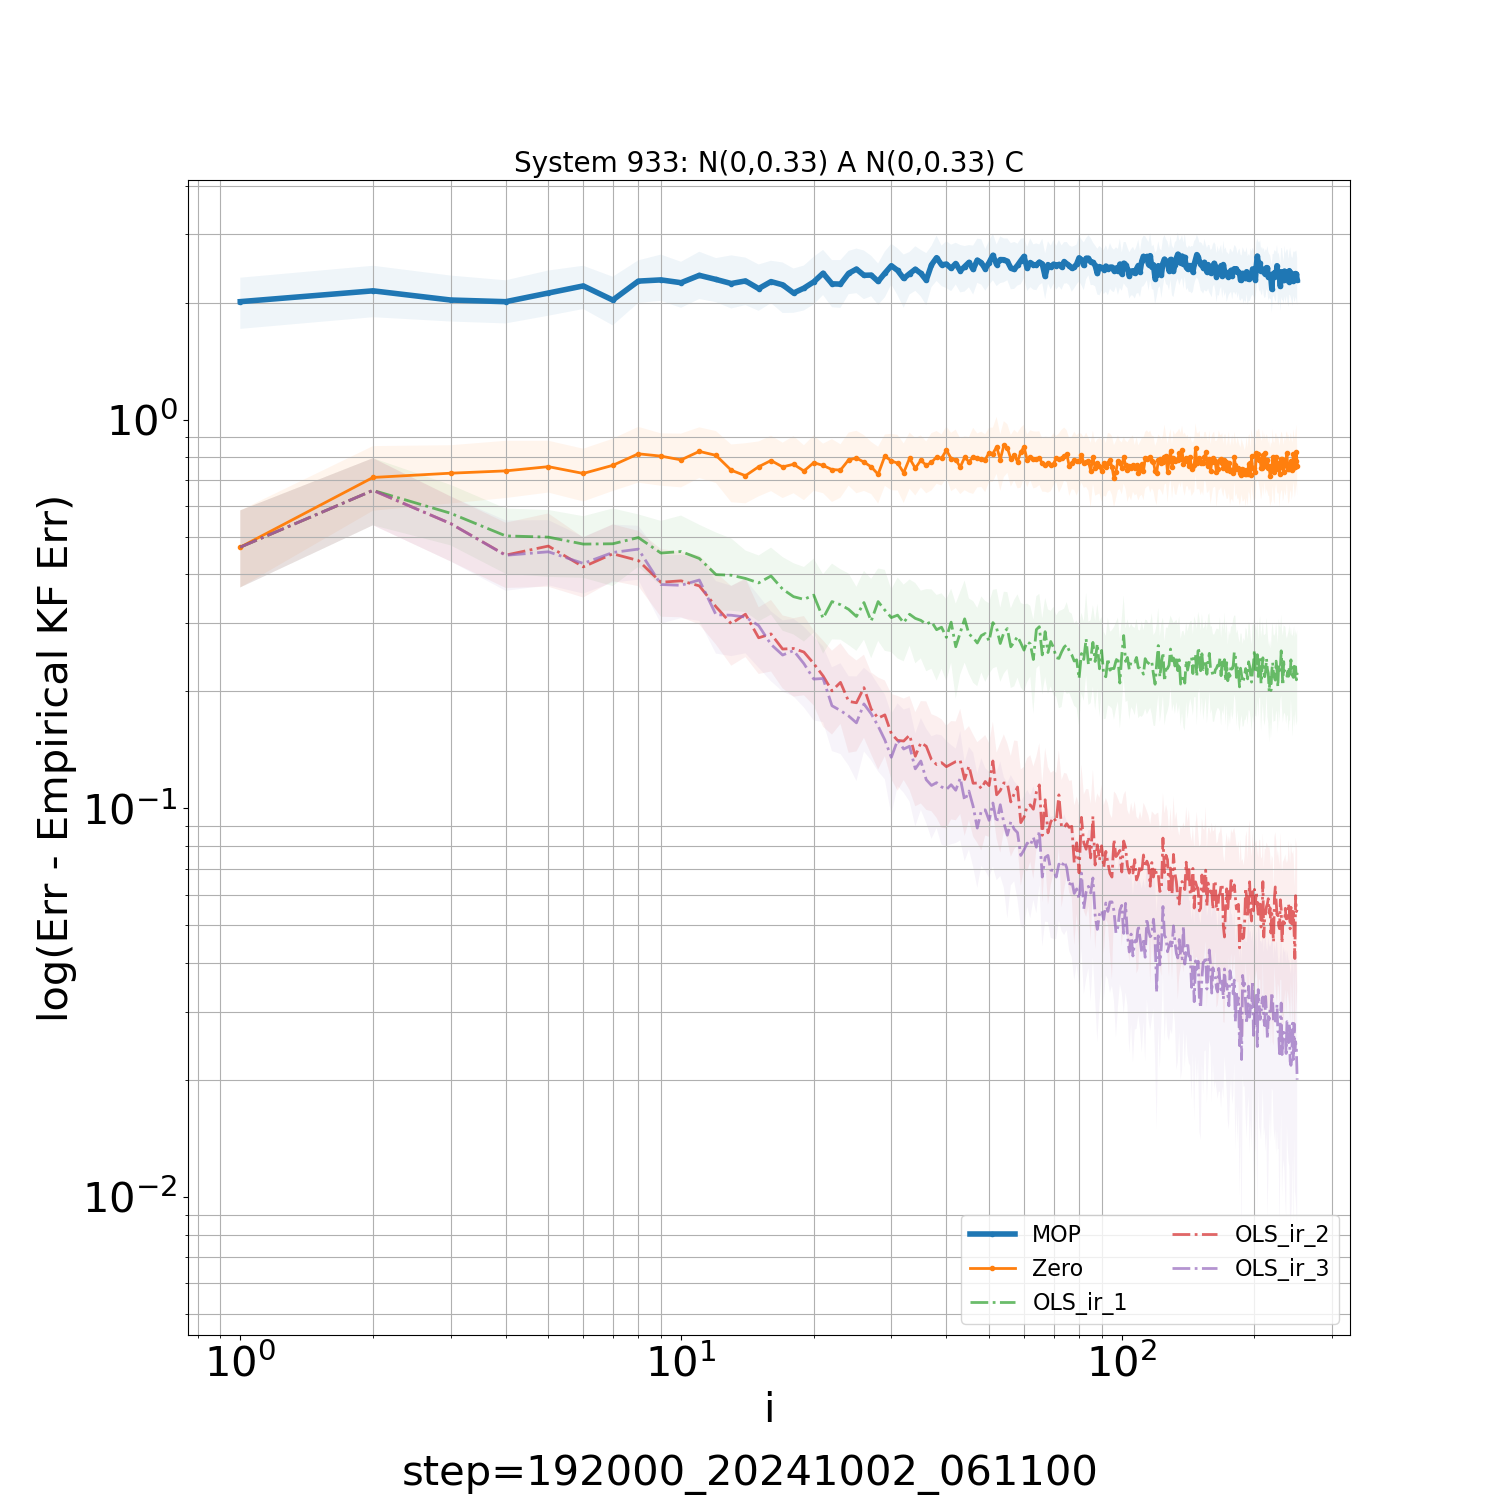 System 933: N(0,0.33) A N(0,0.33) C
log(Err - Empirical KF Err)
10⁰
10⁻¹
10⁻²
MOP
Zero
OLS_ir_1
OLS_ir_2
OLS_ir_3
10⁰ 10¹ 10²
i
step=192000_20241002_061100